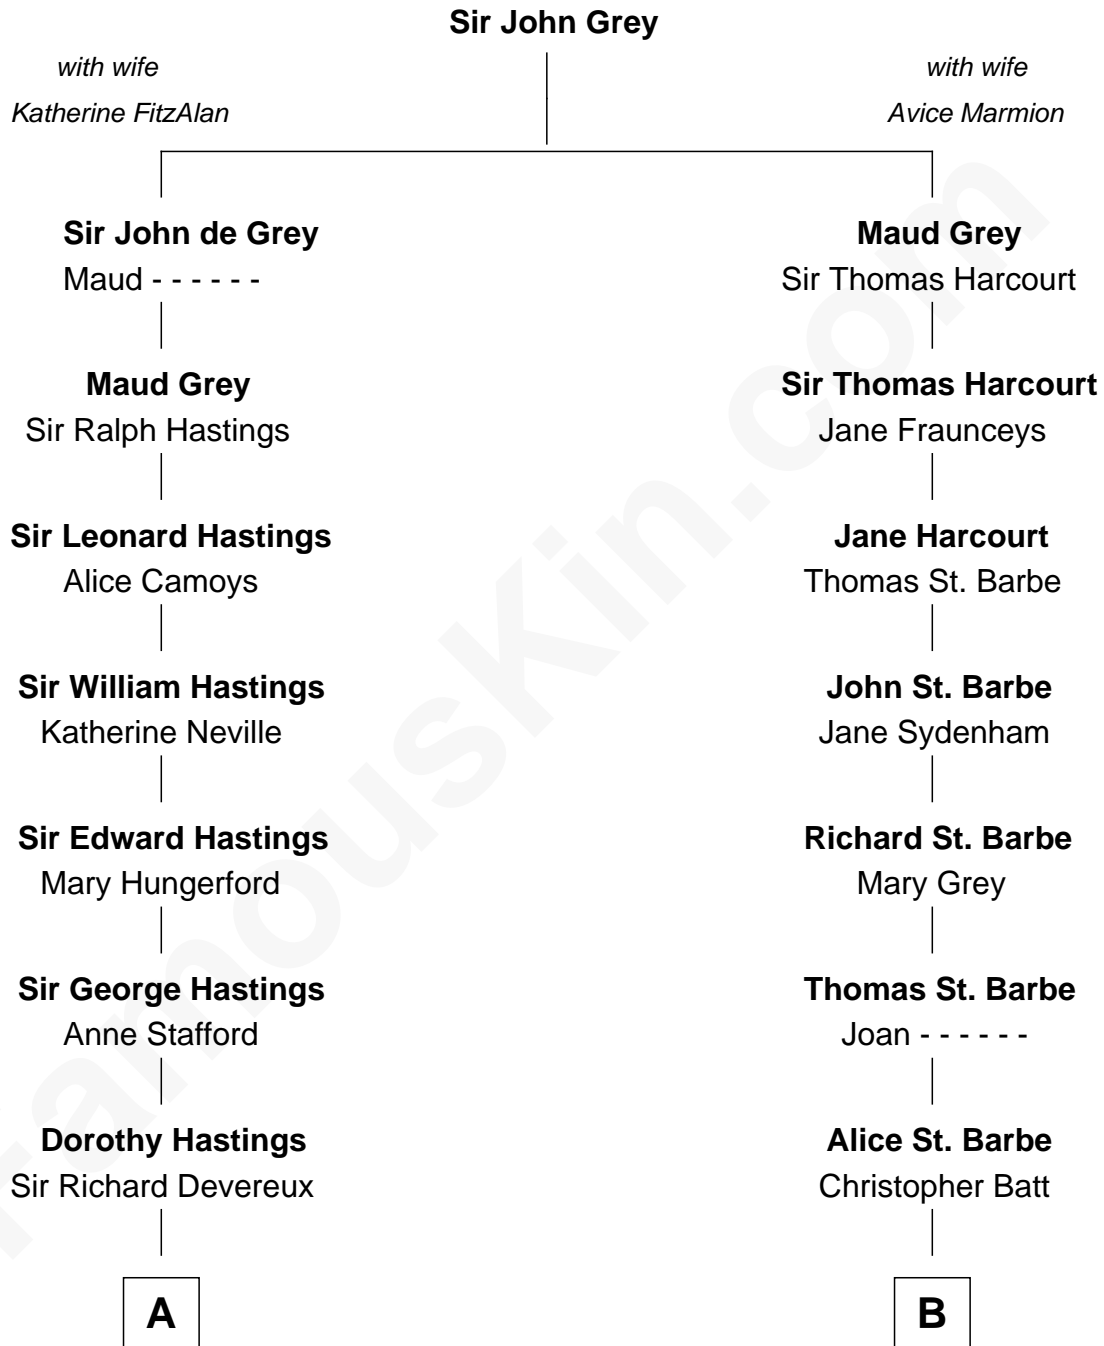 Sir John Grey
with wife
Katherine FitzAlan
with wife
Avice Marmion
Sir John de Grey
Maud - - - - - -
Maud Grey
Sir Thomas Harcourt
Maud Grey
Sir Ralph Hastings
Sir Thomas Harcourt
Jane Fraunceys
Sir Leonard Hastings
Alice Camoys
Jane Harcourt
Thomas St. Barbe
Sir William Hastings
Katherine Neville
John St. Barbe
Jane Sydenham
Sir Edward Hastings
Mary Hungerford
Richard St. Barbe
Mary Grey
Sir George Hastings
Anne Stafford
Thomas St. Barbe
Joan - - - - - -
Dorothy Hastings
Sir Richard Devereux
Alice St. Barbe
Christopher Batt
A
B
FamousKin.com